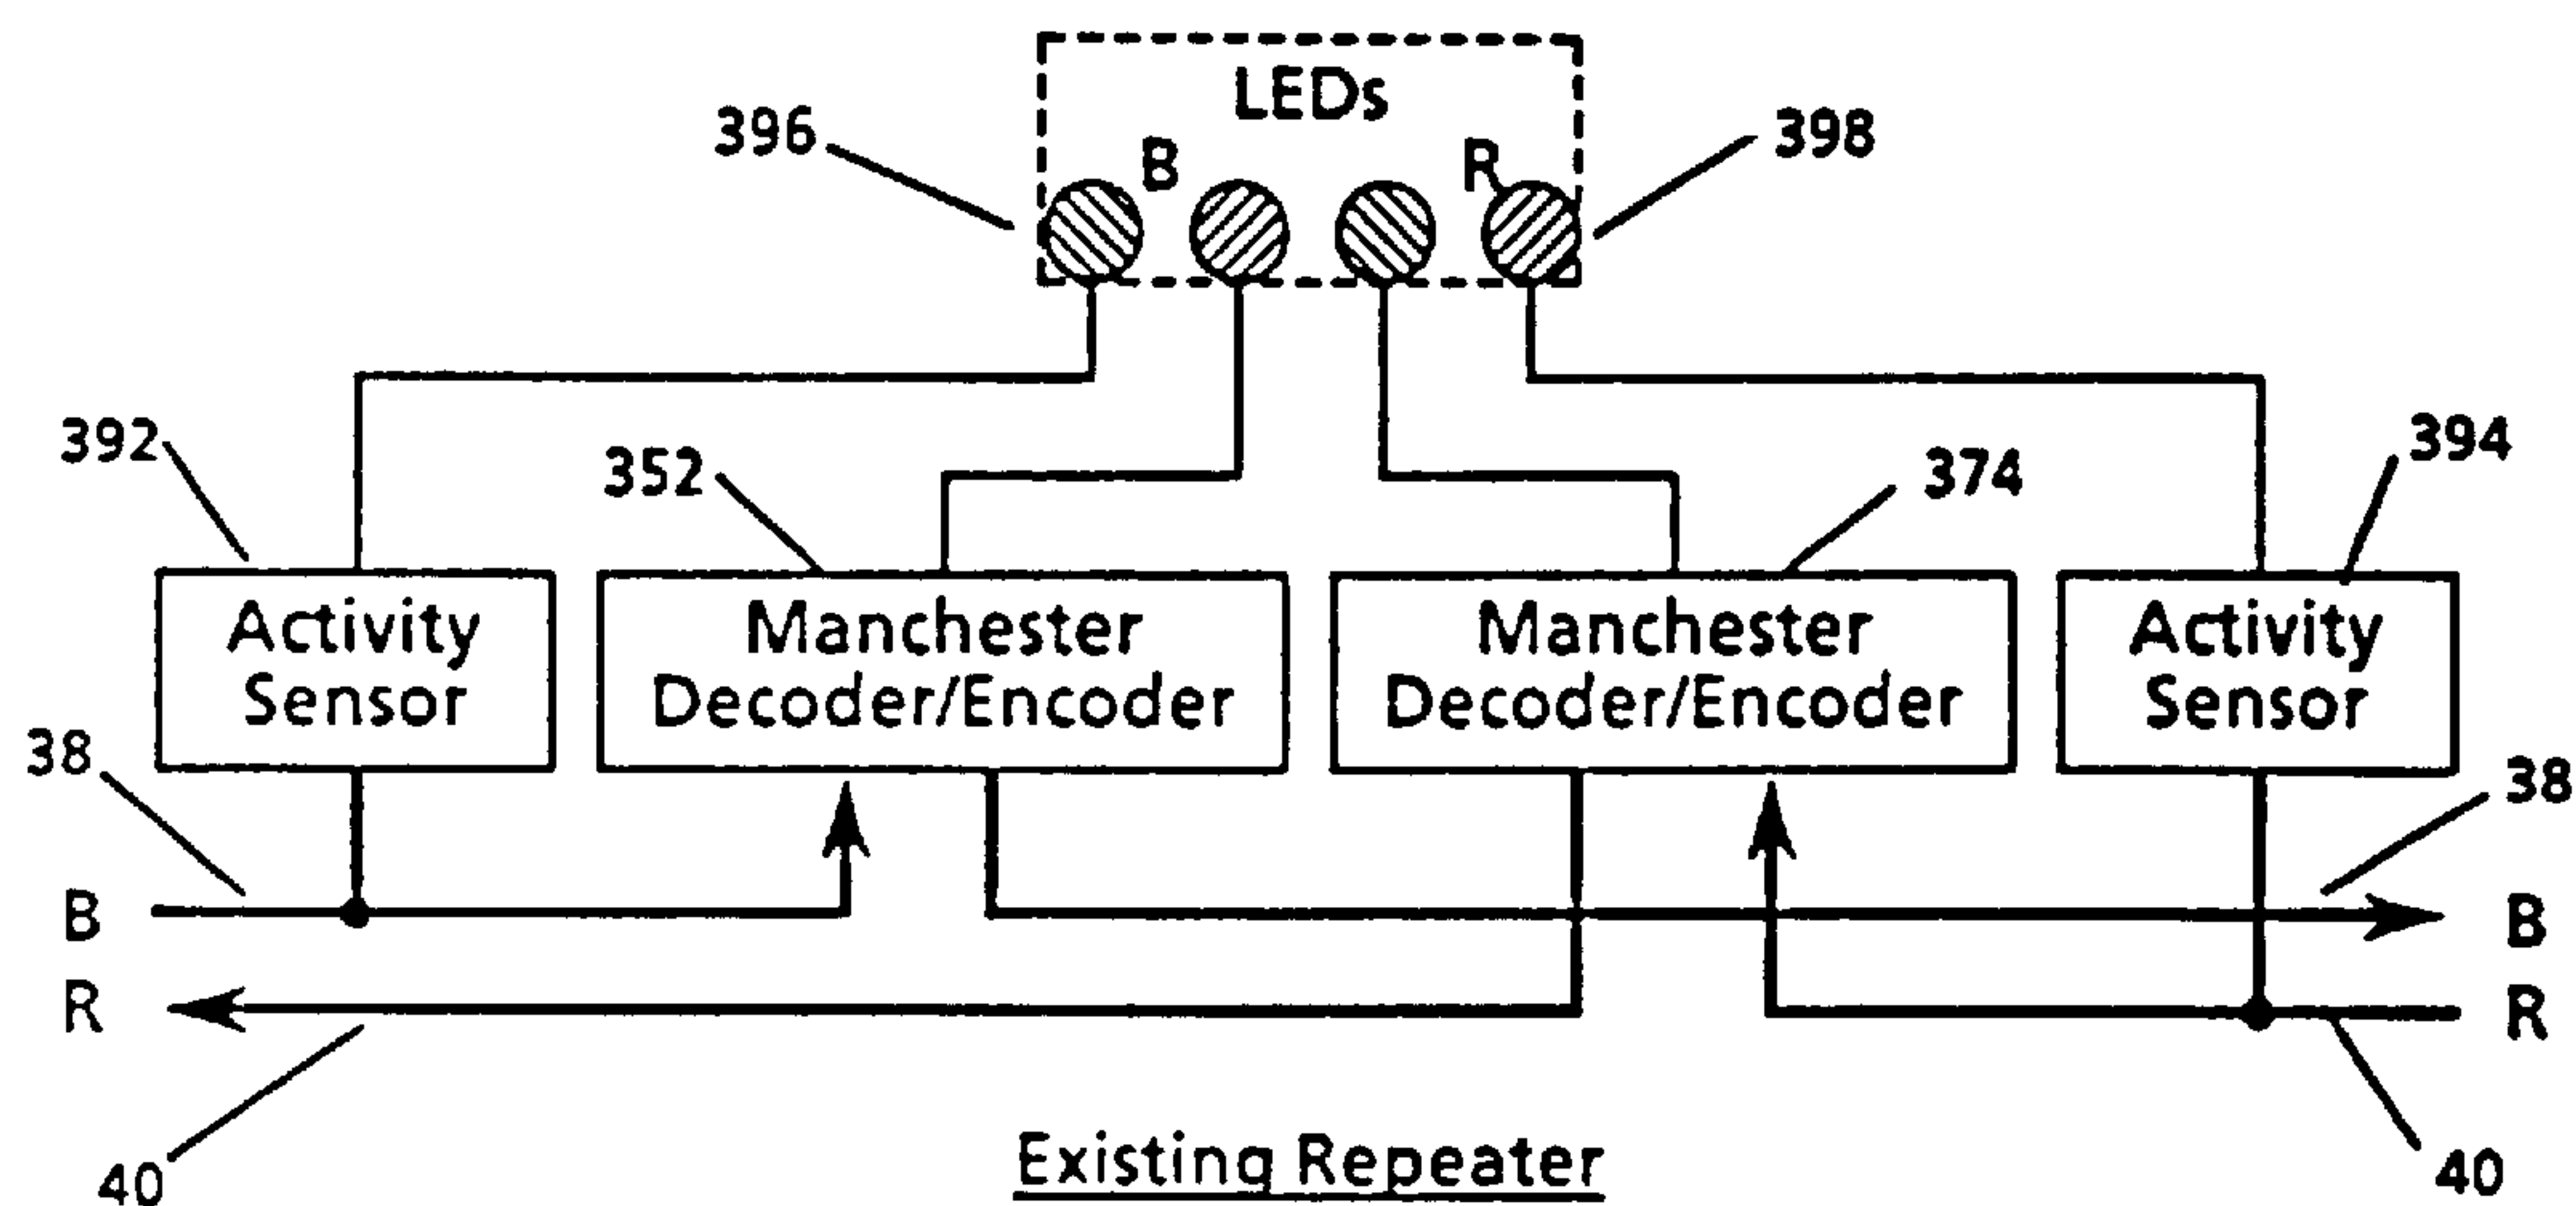 LEDs
396
B
R
398
392
352
374
394
Activity
Sensor
Manchester
Decoder/Encoder
Manchester
Decoder/Encoder
Activity
Sensor
38
38
B
B
R
R
40
40
Existing Repeater